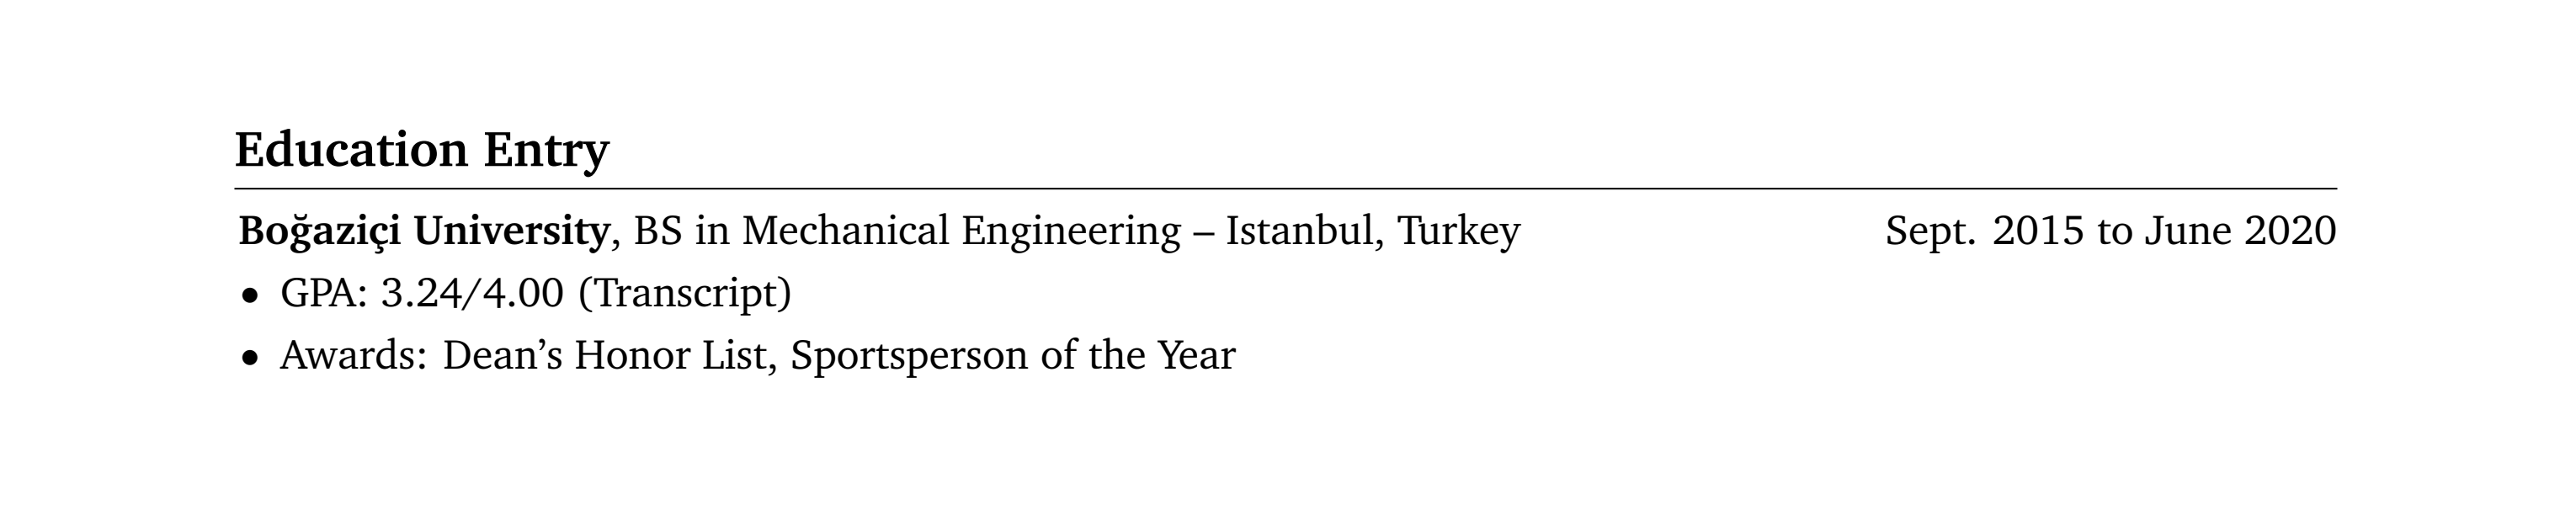 Education Entry
Boğaziçi University, BS in Mechanical Engineering – Istanbul, Turkey Sept. 2015 to June 2020
• GPA: 3.24/4.00 (Transcript)
• Awards: Dean’s Honor List, Sportsperson of the Year